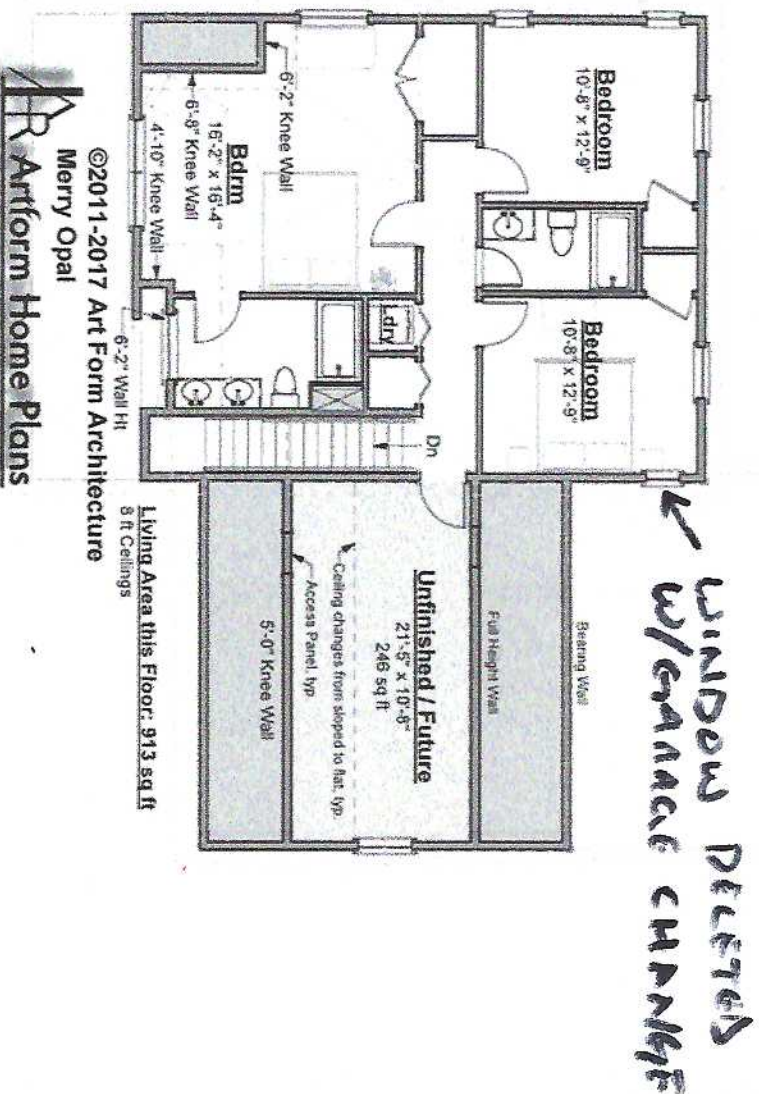 WINDOW DELETED
W/GARAGE CHANGE
Bedroom
10'-8" x 12'-9"
Bedroom
10'-8" x 12'-9"
Bearing Wall
Full Height Wall
Unfinished / Future
21'-5" x 10'-8"
246 sq ft
Ceiling changes from sloped to flat, typ.
Access Panel, typ.
5'-0" Knee Wall
Dn
Ldry
6'-2" Knee Wall
Bdrm
16'-2" x 16'-4"
6'-8" Knee Wall
4'-10" Knee Wall
6'-2" Wall Ht
Living Area this Floor: 913 sq ft
8 ft Ceilings
©2011-2017 Art Form Architecture
Merry Opal
Artform Home Plans